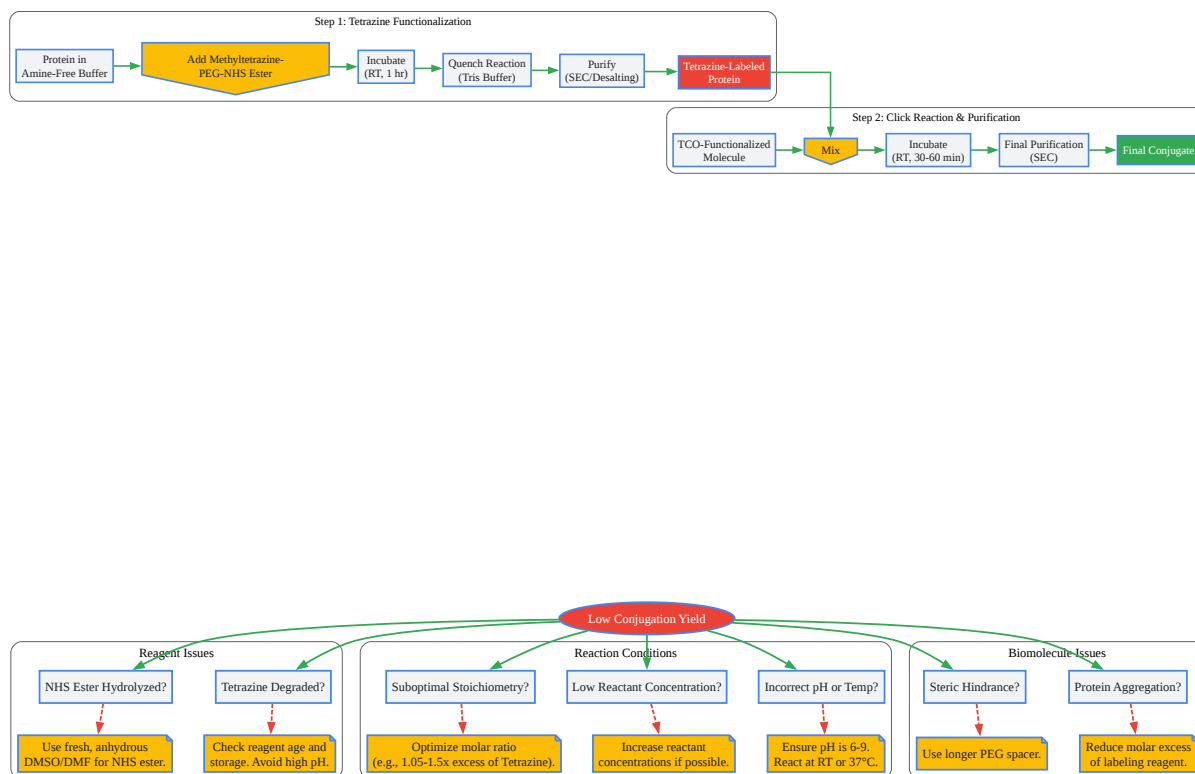 Step 1: Tetrazine Functionalization
Protein in
Amine-Free Buffer
Add Methyltetrazine-
PEG-NHS Ester
Incubate
(RT, 1 hr)
Quench Reaction
(Tris Buffer)
Purify
(SEC/Desalting)
Tetrazine-Labeled
Protein
Step 2: Click Reaction & Purification
TCO-Functionalized
Molecule
Mix
Incubate
(RT, 30-60 min)
Final Purification
(SEC)
Final Conjugate
Low Conjugation Yield
Reagent Issues
Reaction Conditions
Biomolecule Issues
NHS Ester Hydrolyzed?
Tetrazine Degraded?
Suboptimal Stoichiometry?
Low Reactant Concentration?
Incorrect pH or Temp?
Steric Hindrance?
Protein Aggregation?
Use fresh, anhydrous
DMSO/DMF for NHS ester.
Check reagent age and
storage. Avoid high pH.
Optimize molar ratio
(e.g., 1.05-1.5x excess of Tetrazine).
Increase reactant
concentrations if possible.
Ensure pH is 6-9.
React at RT or 37°C.
Use longer PEG spacer.
Reduce molar excess
of labeling reagent.